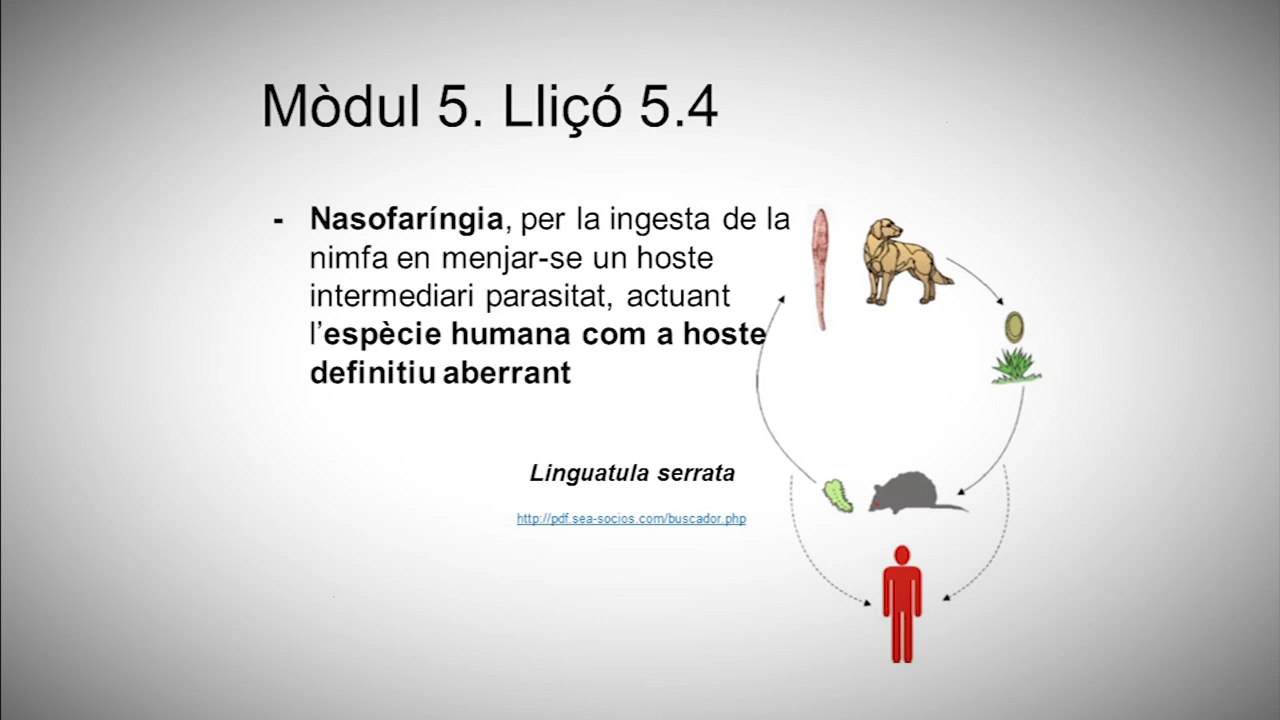 Mòdul 5. Lliçó 5.4
- Nasofaríngia, per la ingesta de la
nimfa en menjar-se un hoste
intermediari parasitat, actuant
l’espècie humana com a hoste
definitiu aberrant
Linguatula serrata
http://pdf.sea-socios.com/buscador.php